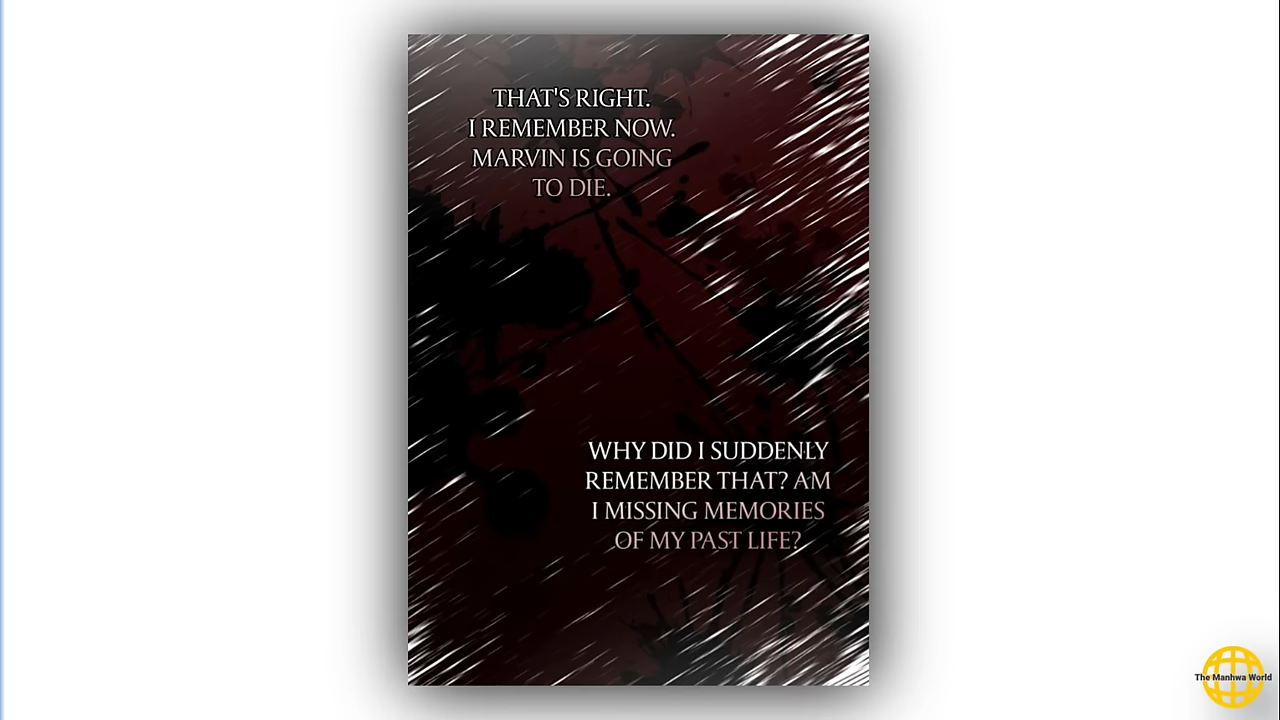 THAT'S RIGHT.
I REMEMBER NOW.
MARVIN IS GOING
TO DIE.
WHY DID I SUDDENLY
REMEMBER THAT? AM
I MISSING MEMORIES
OF MY PAST LIFE?
The Manhwa World